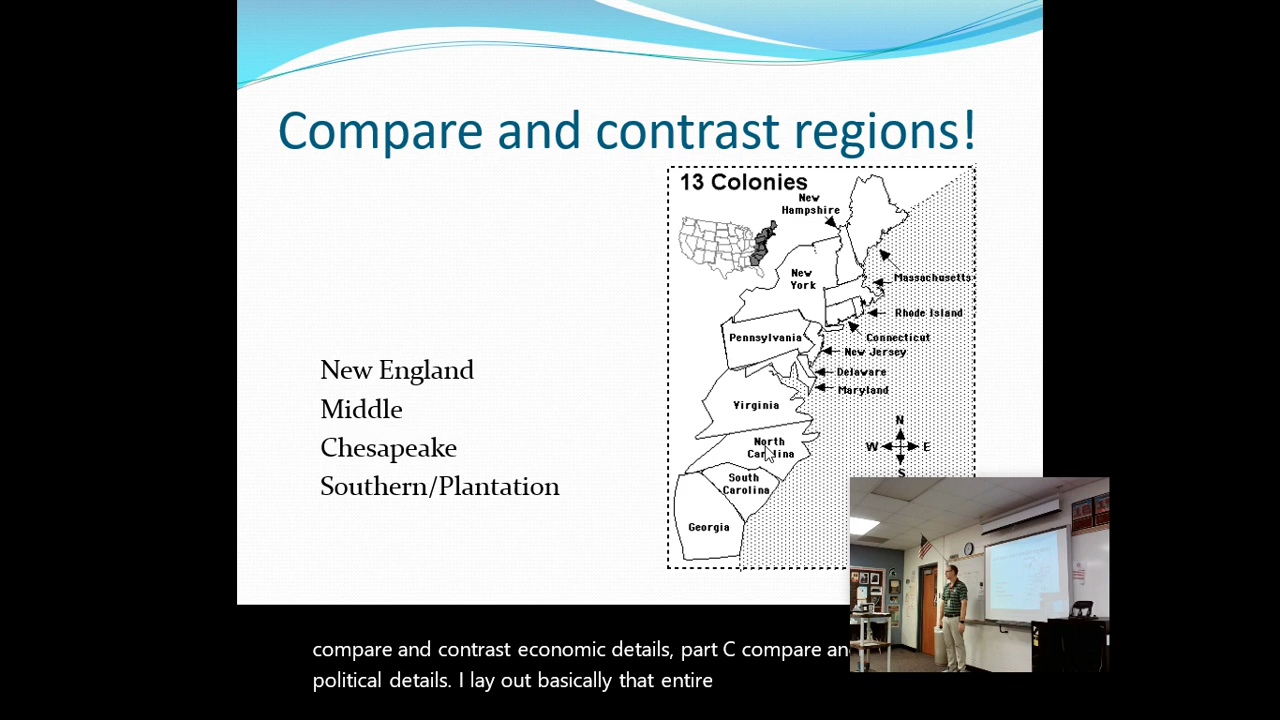 Compare and contrast regions!
13 Colonies
New
Hampshire
Massachusetts
New
York
Rhode Island
Connecticut
Pennsylvania
New Jersey
Delaware
Maryland
Virginia
North
Carolina
South
Carolina
Georgia
N
W
E
S
New England
Middle
Chesapeake
Southern/Plantation
compare and contrast economic details, part C compare
political details. I lay out basically that entire